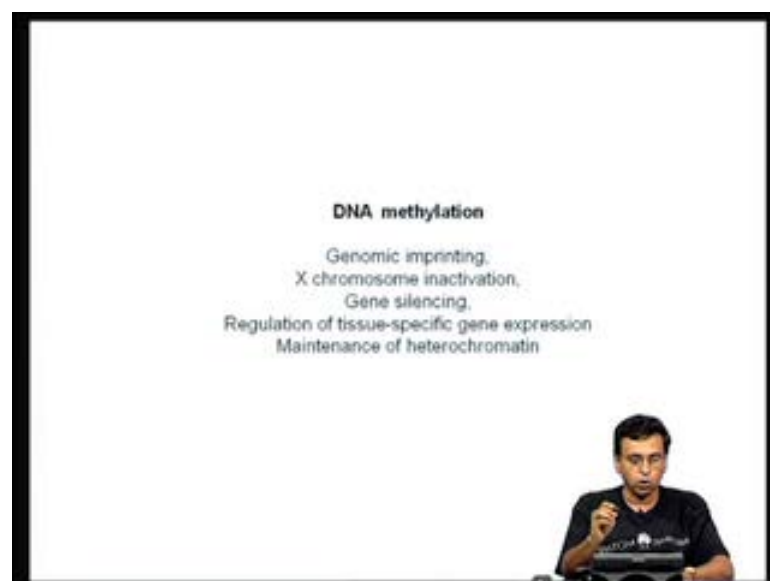 DNA methylation
Genomic imprinting,
X chromosome inactivation,
Gene silencing,
Regulation of tissue-specific gene expression
Maintenance of heterochromatin